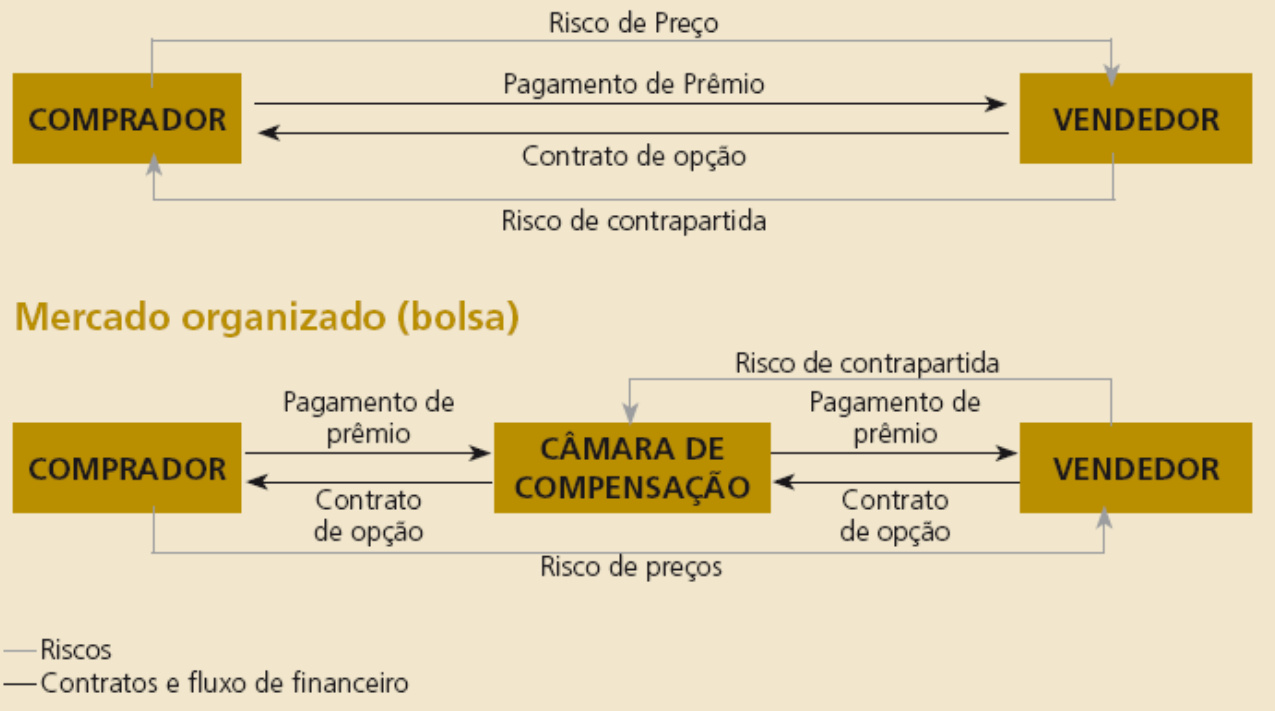 Risco de Preço
Pagamento de Prêmio
COMPRADOR
VENDEDOR
Contrato de opção
Risco de contrapartida
Mercado organizado (bolsa)
Risco de contrapartida
Pagamento de
prêmio
Pagamento de
prêmio
COMPRADOR
CÂMARA DE
COMPENSAÇÃO
VENDEDOR
Contrato
de opção
Contrato
de opção
Risco de preços
Riscos
Contratos e fluxo de financeiro